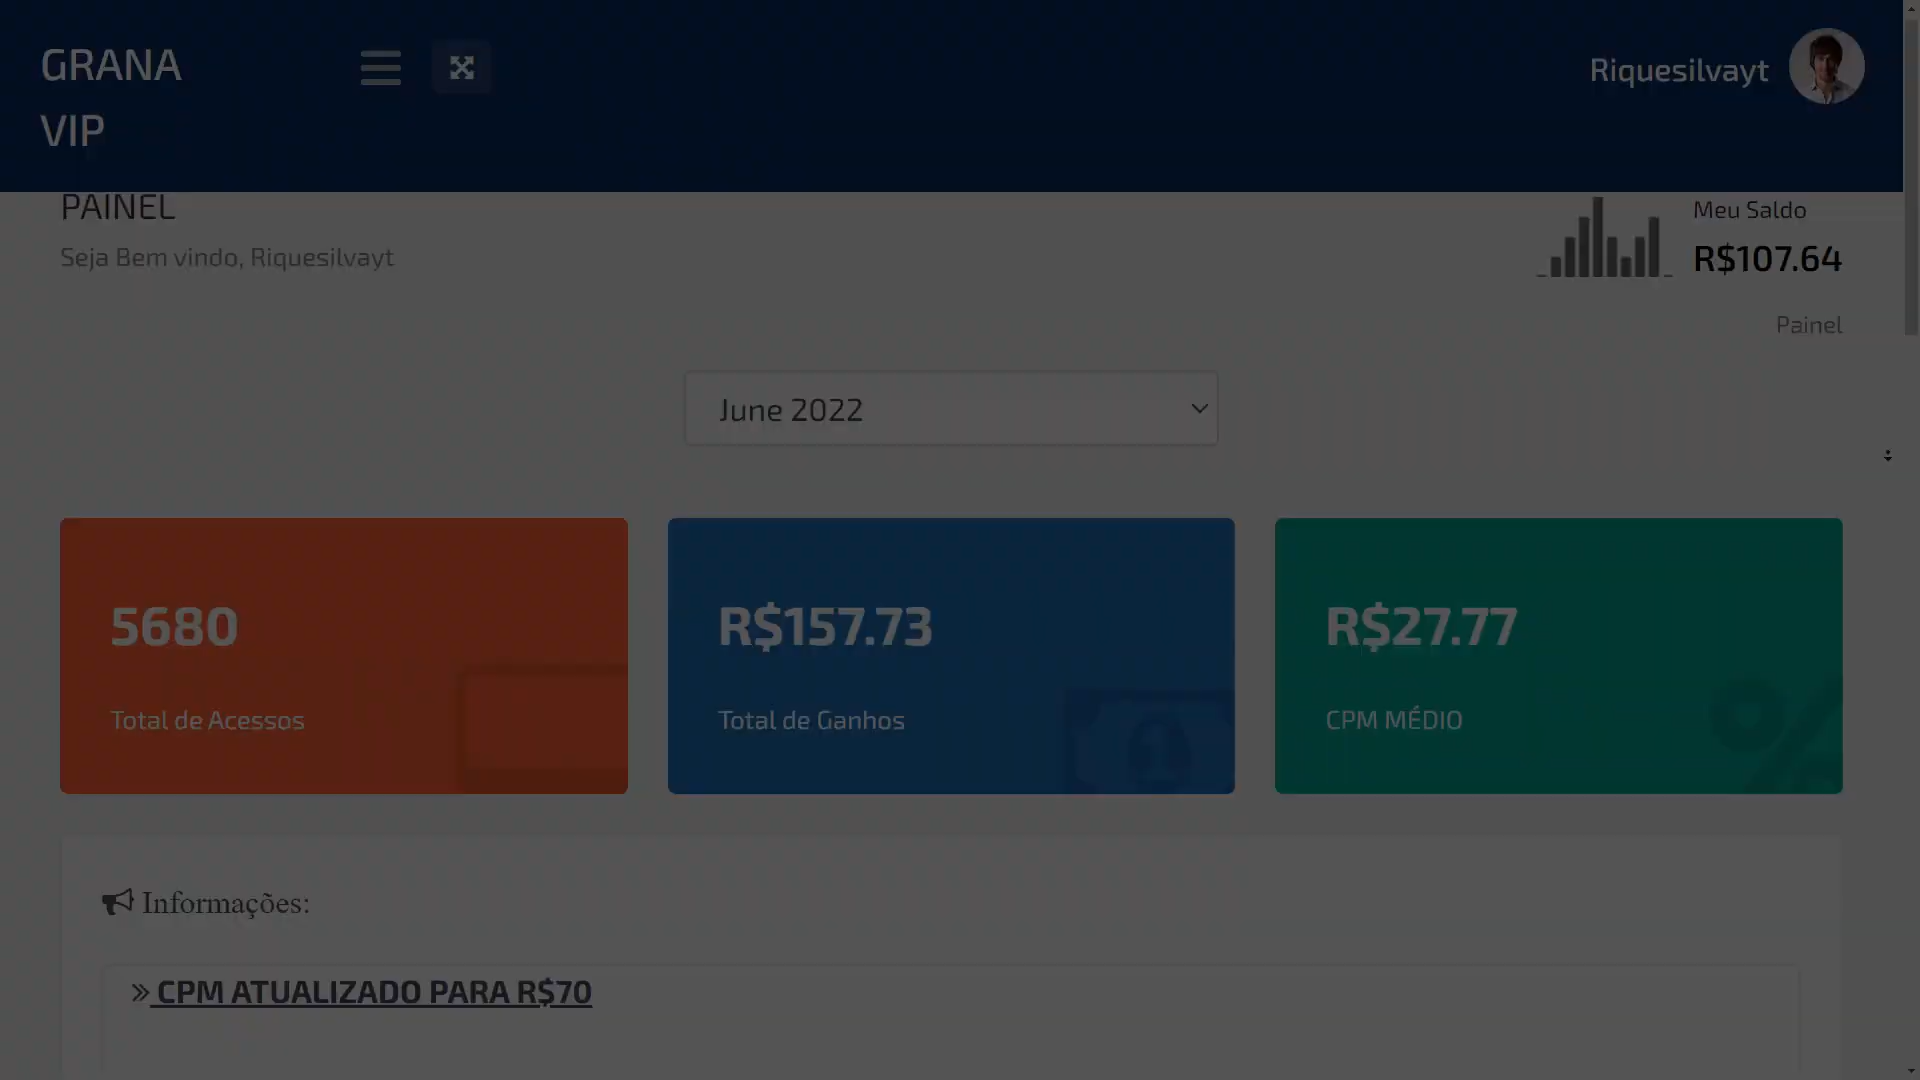 GRANA
VIP
Riquesilvayt
PAINEL
Seja Bem vindo, Riquesilvayt
Meu Saldo
R$107.64
Painel
June 2022
5680
Total de Acessos
R$157.73
Total de Ganhos
R$27.77
CPM MÉDIO
Informações:
» CPM ATUALIZADO PARA R$70